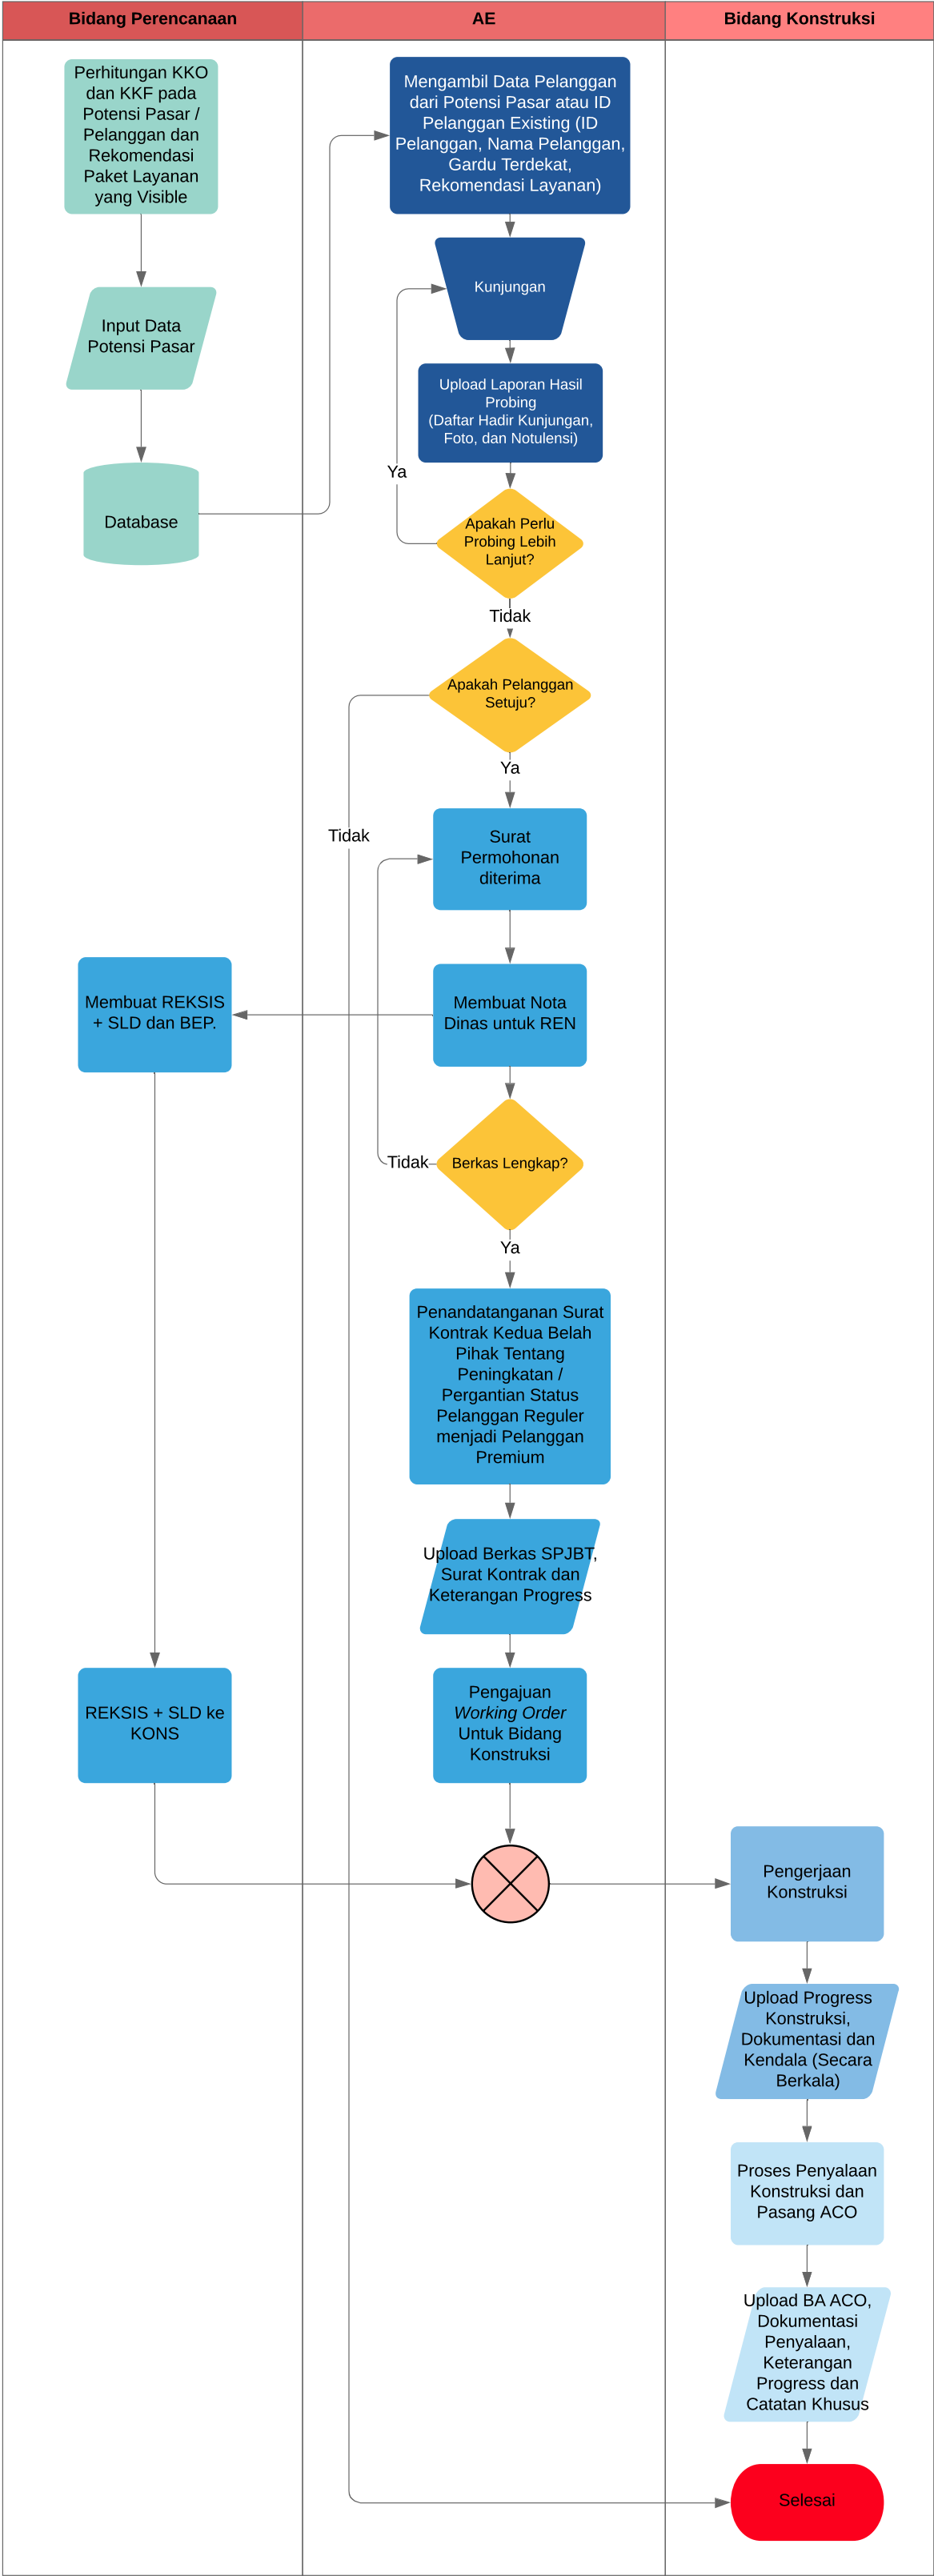 Bidang Perencanaan
AE
Bidang Konstruksi
Perhitungan KKO
dan KKF pada
Potensi Pasar /
Pelanggan dan
Rekomendasi
Paket Layanan
yang Visible
Input Data
Potensi Pasar
Database
Mengambil Data Pelanggan
dari Potensi Pasar atau ID
Pelanggan Existing (ID
Pelanggan, Nama Pelanggan,
Gardu Terdekat,
Rekomendasi Layanan)
Kunjungan
Upload Laporan Hasil
Probing
(Daftar Hadir Kunjungan,
Foto, dan Notulensi)
Ya
Apakah Perlu
Probing Lebih
Lanjut?
Tidak
Apakah Pelanggan
Setuju?
Ya
Tidak
Surat
Permohonan
diterima
Membuat Nota
Dinas untuk REN
Membuat REKSIS
+ SLD dan BEP.
Tidak
Berkas Lengkap?
Ya
Penandatanganan Surat
Kontrak Kedua Belah
Pihak Tentang
Peningkatan /
Pergantian Status
Pelanggan Reguler
menjadi Pelanggan
Premium
Upload Berkas SPJBT,
Surat Kontrak dan
Keterangan Progress
REKSIS + SLD ke
KONS
Pengajuan
Working Order
Untuk Bidang
Konstruksi
Pengerjaan
Konstruksi
Upload Progress
Konstruksi,
Dokumentasi dan
Kendala (Secara
Berkala)
Proses Penyalaan
Konstruksi dan
Pasang ACO
Upload BA ACO,
Dokumentasi
Penyalaan,
Keterangan
Progress dan
Catatan Khusus
Selesai